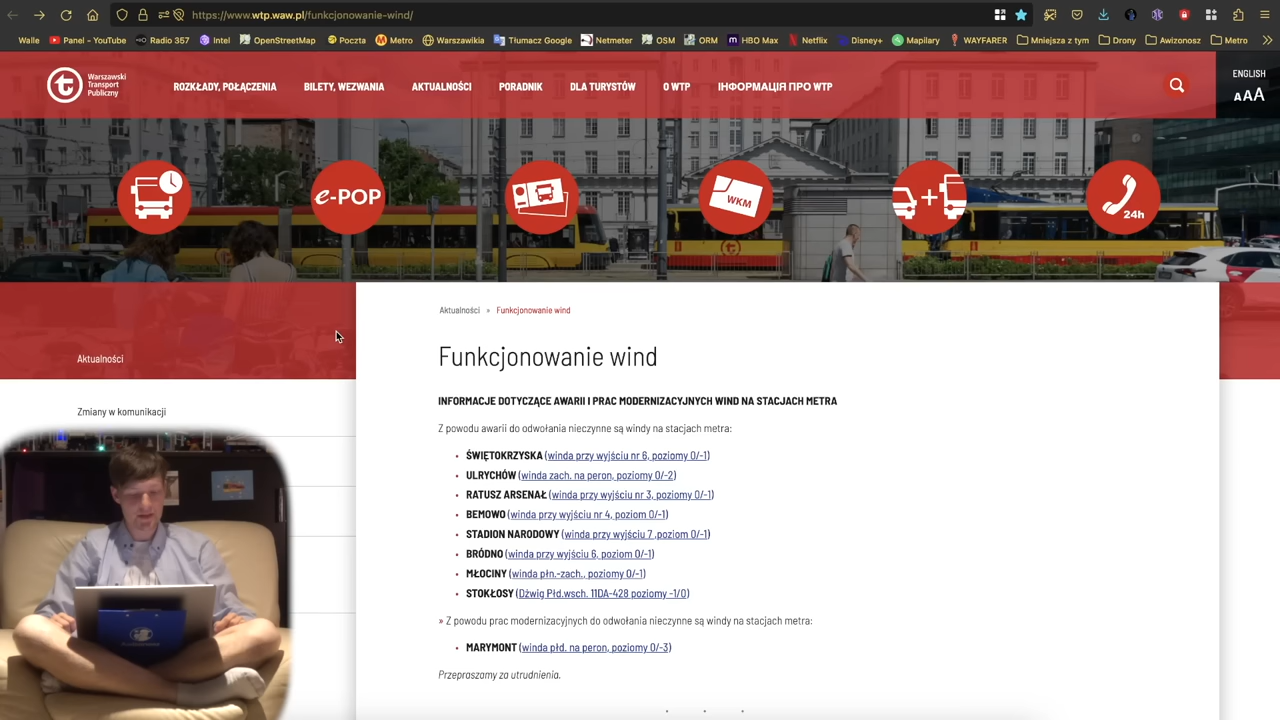 https://www.wtp.waw.pl/funkcjonowanie-wind/
Walle
Panel - YouTube
Radio 357
Intel
OpenStreetMap
Poczta
Metro
Warszawikia
Tłumacz Google
Netmeter
OSM
ORM
HBO Max
Netflix
Disney+
Mapilary
WAYFARER
Mniejsza z tym
Drony
Awizonosz
Metro
Warszawski
Transport
Publiczny
ROZKŁADY, POŁĄCZENIA
BILETY, WEZWANIA
AKTUALNOŚCI
PORADNIK
DLA TURYSTÓW
O WTP
ІНФОРМАЦІЯ ПРО WTP
ENGLISH
AAA
e-POP
WKM
24h
Aktualności » Funkcjonowanie wind
Funkcjonowanie wind
Aktualności
Zmiany w komunikacji
INFORMACJE DOTYCZĄCE AWARII I PRAC MODERNIZACYJNYCH WIND NA STACJACH METRA
Z powodu awarii do odwołania nieczynne są windy na stacjach metra:
• ŚWIĘTOKRZYSKA (winda przy wyjściu nr 6, poziomy 0/-1)
• ULRYCHÓW (winda zach. na peron, poziomy 0/-2)
• RATUSZ ARSENAŁ (winda przy wyjściu nr 3, poziomy 0/-1)
• BEMOWO (winda przy wyjściu nr 4, poziom 0/-1)
• STADION NARODOWY (winda przy wyjściu 7 ,poziom 0/-1)
• BRÓDNO (winda przy wyjściu 6, poziom 0/-1)
• MŁOCINY (winda płn.-zach., poziomy 0/-1)
• STOKŁOSY (Dźwig Płd.wsch. 11DA-428 poziomy -1/0)
» Z powodu prac modernizacyjnych do odwołania nieczynne są windy na stacjach metra:
• MARYMONT (winda płd. na peron, poziomy 0/-3)
Przepraszamy za utrudnienia.